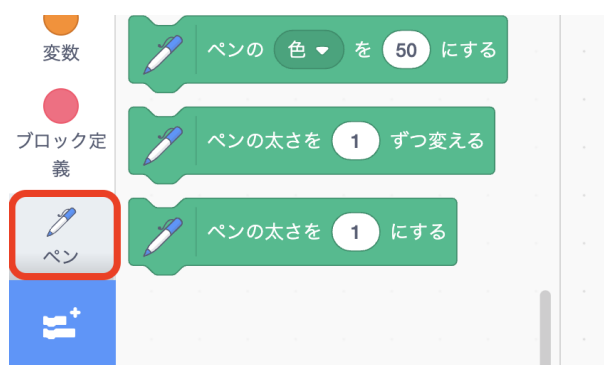 変数
ブロック定
義
ペン
ペンの 色 を 50 にする
ペンの太さを 1 ずつ変える
ペンの太さを 1 にする